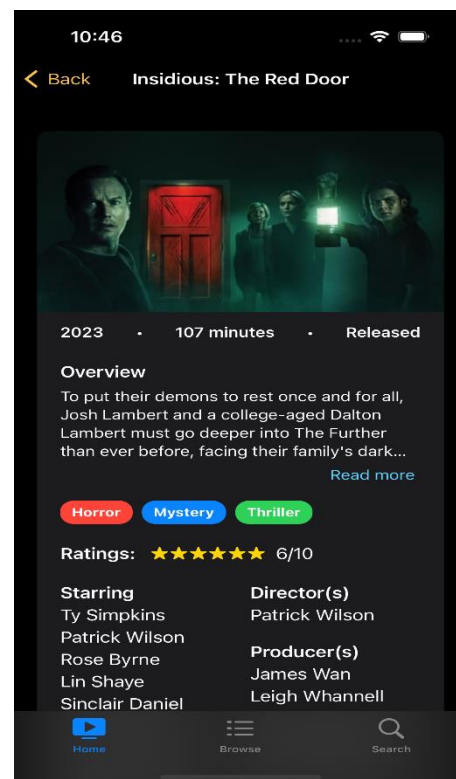 10:46
Back
Insidious: The Red Door
2023 • 107 minutes • Released
Overview
To put their demons to rest once and for all,
Josh Lambert and a college-aged Dalton
Lambert must go deeper into The Further
than ever before, facing their family's dark...
Read more
Horror Mystery Thriller
Ratings: 6/10
Starring
Ty Simpkins
Patrick Wilson
Rose Byrne
Lin Shaye
Sinclair Daniel
Director(s)
Patrick Wilson
Producer(s)
James Wan
Leigh Whannell
Home Browse Search